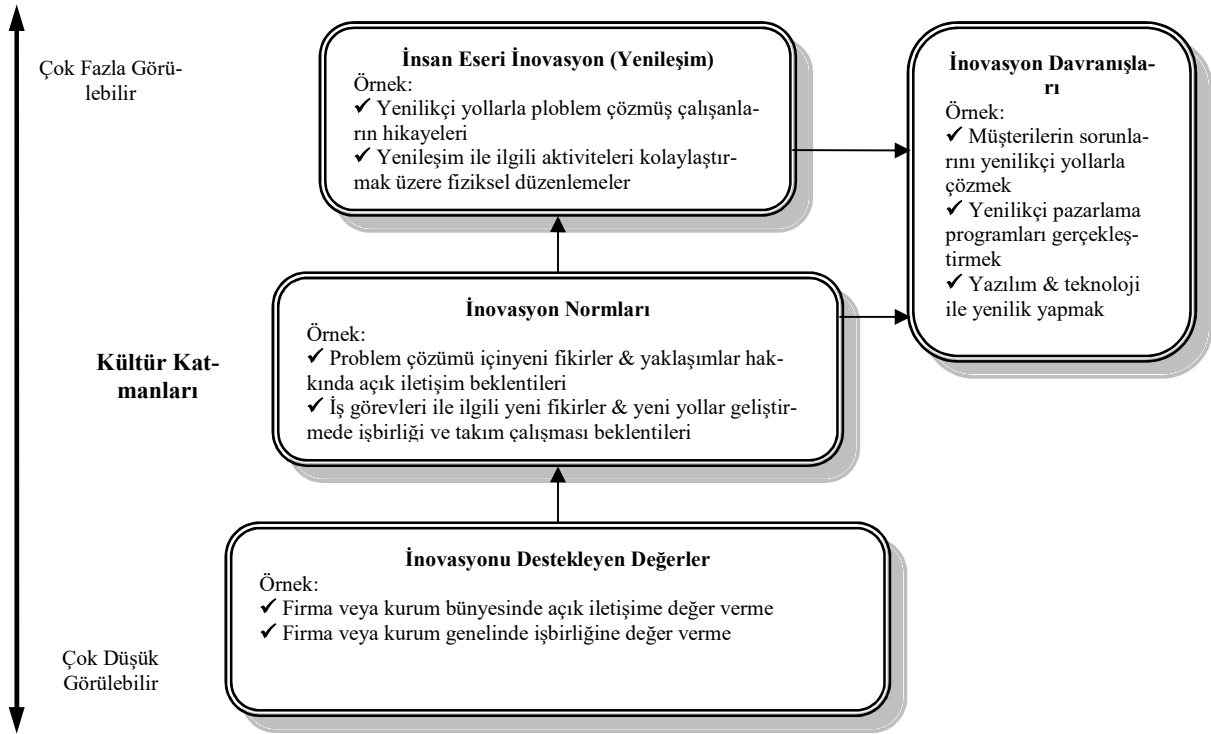 Çok Fazla Görü-
lebilir
İnsan Eseri İnovasyon (Yenileşim)
Örnek:
✓ Yenilikçi yollarla ploblem çözmüş çalışanla-
rın hikayeleri
✓ Yenileşim ile ilgili aktiviteleri kolaylaştır-
mak üzere fiziksel düzenlemeler
İnovasyon Davranışla-
rı
Örnek:
✓ Müşterilerin sorunla-
rını yenilikçi yollarla
çözmek
✓ Yenilikçi pazarlama
programları gerçekleş-
tirmek
✓ Yazılım & teknoloji
ile yenilik yapmak
Kültür Kat-
manları
İnovasyon Normları
Örnek:
✓ Problem çözümü içinyeni fikirler & yaklaşımlar hak-
kında açık iletişim beklentileri
✓ İş görevleri ile ilgili yeni fikirler & yeni yollar geliştir-
mede işbirliği ve takım çalışması beklentileri
İnovasyonu Destekleyen Değerler
Örnek:
✓ Firma veya kurum bünyesinde açık iletişime değer verme
✓ Firma veya kurum genelinde işbirliğine değer verme
Çok Düşük
Görülebilir